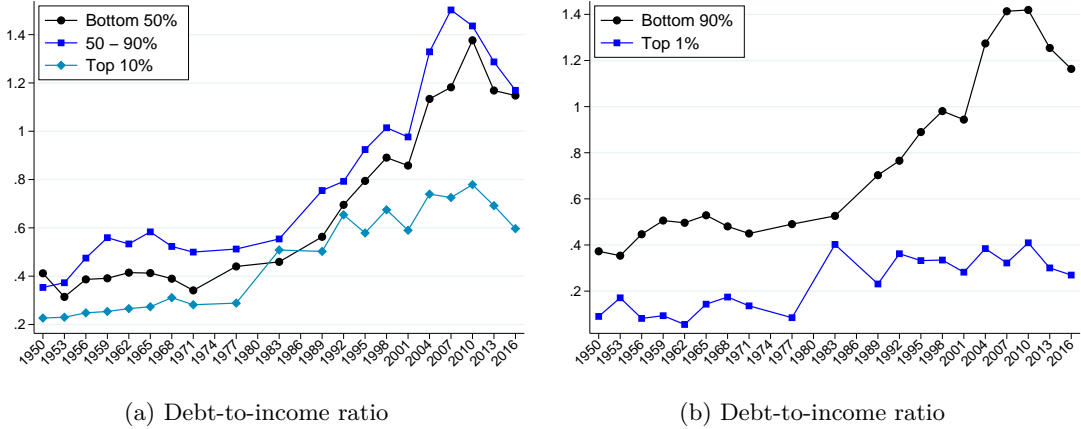 Bottom 50%
50 – 90%
Top 10%
1.4
1.2
1
.8
.6
.4
.2
1950 1953 1956 1959 1962 1965 1968 1971 1974 1977 1980 1983 1986 1989 1992 1995 1998 2001 2004 2007 2010 2013 2016
(a) Debt-to-income ratio
Bottom 90%
Top 1%
1.4
1.2
1
.8
.6
.4
.2
1950 1953 1956 1959 1962 1965 1968 1971 1974 1977 1980 1983 1986 1989 1992 1995 1998 2001 2004 2007 2010 2013 2016
(b) Debt-to-income ratio